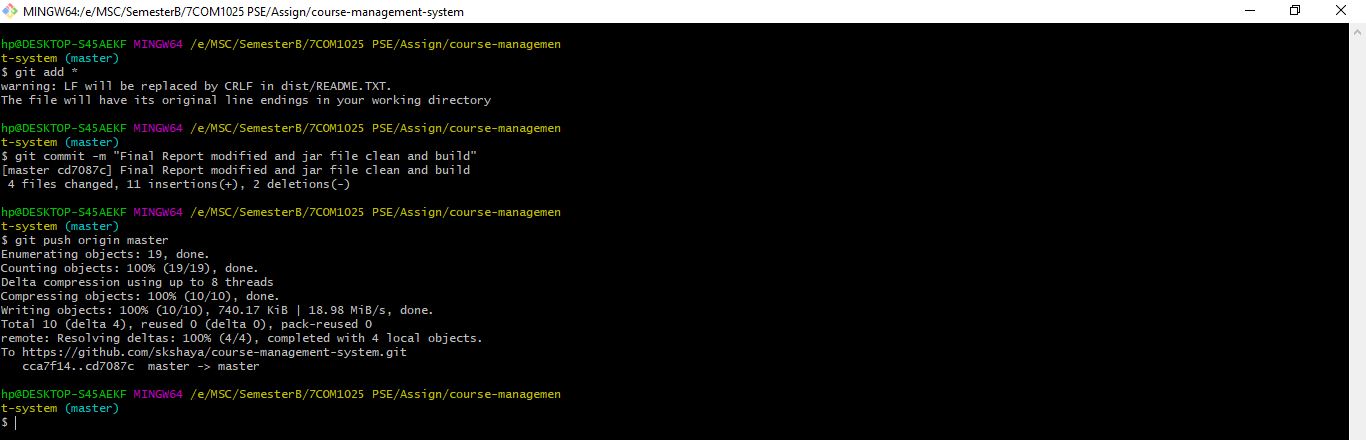 MINGW64:/e/MSC/SemesterB/7COM1025 PSE/Assign/course-management-system
hp@DESKTOP-S45AEKF MINGW64 /e/MSC/SemesterB/7COM1025 PSE/Assign/course-managemen
t-system (master)
$ git add *
warning: LF will be replaced by CRLF in dist/README.TXT.
The file will have its original line endings in your working directory
hp@DESKTOP-S45AEKF MINGW64 /e/MSC/SemesterB/7COM1025 PSE/Assign/course-managemen
t-system (master)
$ git commit -m "Final Report modified and jar file clean and build"
[master cd7087c] Final Report modified and jar file clean and build
 4 files changed, 11 insertions(+), 2 deletions(-)
hp@DESKTOP-S45AEKF MINGW64 /e/MSC/SemesterB/7COM1025 PSE/Assign/course-managemen
t-system (master)
$ git push origin master
Enumerating objects: 19, done.
Counting objects: 100% (19/19), done.
Delta compression using up to 8 threads
Compressing objects: 100% (10/10), done.
Writing objects: 100% (10/10), 740.17 KiB | 18.98 MiB/s, done.
Total 10 (delta 4), reused 0 (delta 0), pack-reused 0
remote: Resolving deltas: 100% (4/4), completed with 4 local objects.
To https://github.com/skshaya/course-management-system.git
   cca7f14..cd7087c  master -> master
hp@DESKTOP-S45AEKF MINGW64 /e/MSC/SemesterB/7COM1025 PSE/Assign/course-managemen
t-system (master)
$